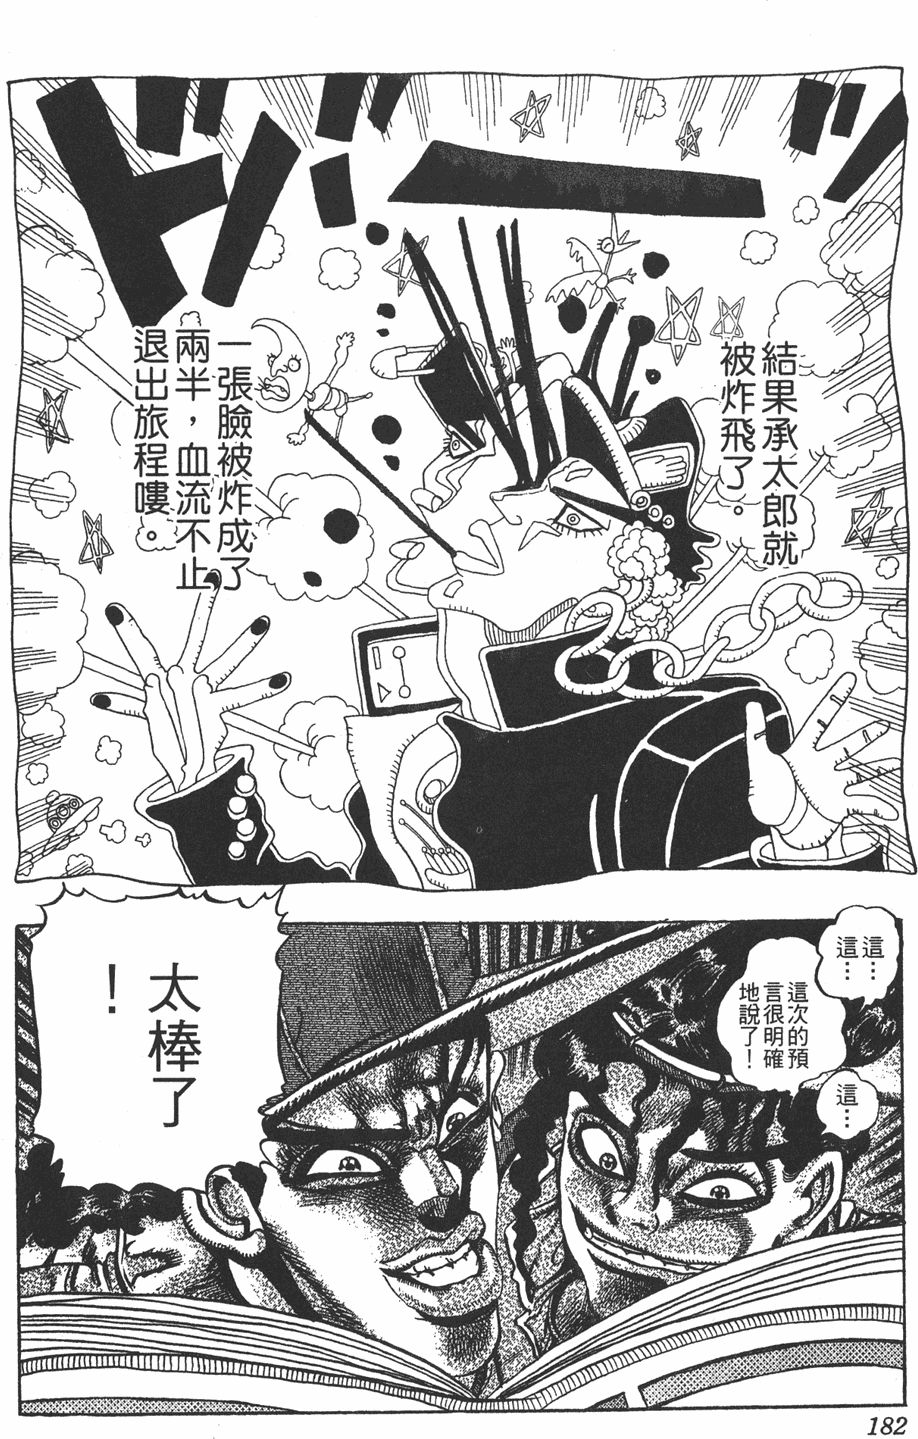 ドバーッ
結果承太郎就
被炸飛了。
一張臉被炸成了
兩半，血流不止
退出旅程嘍。
這…
這…
這次的預
言很明確
地說了！
這…
太棒了
！
182